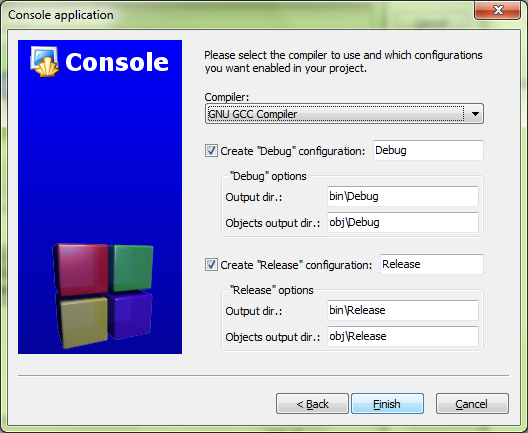 Console application
Console
Please select the compiler to use and which configurations
you want enabled in your project.
Compiler:
GNU GCC Compiler
Create "Debug" configuration: Debug
"Debug" options
Output dir.: bin\Debug
Objects output dir.: obj\Debug
Create "Release" configuration: Release
"Release" options
Output dir.: bin\Release
Objects output dir.: obj\Release
< Back Finish Cancel